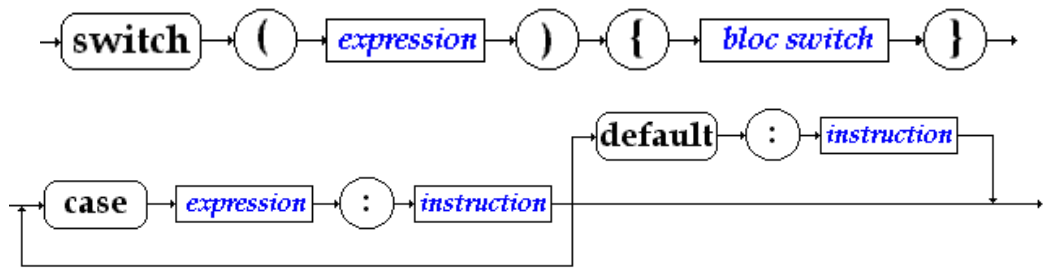 switch ( expression ) { bloc switch }
default : instruction
case expression : instruction